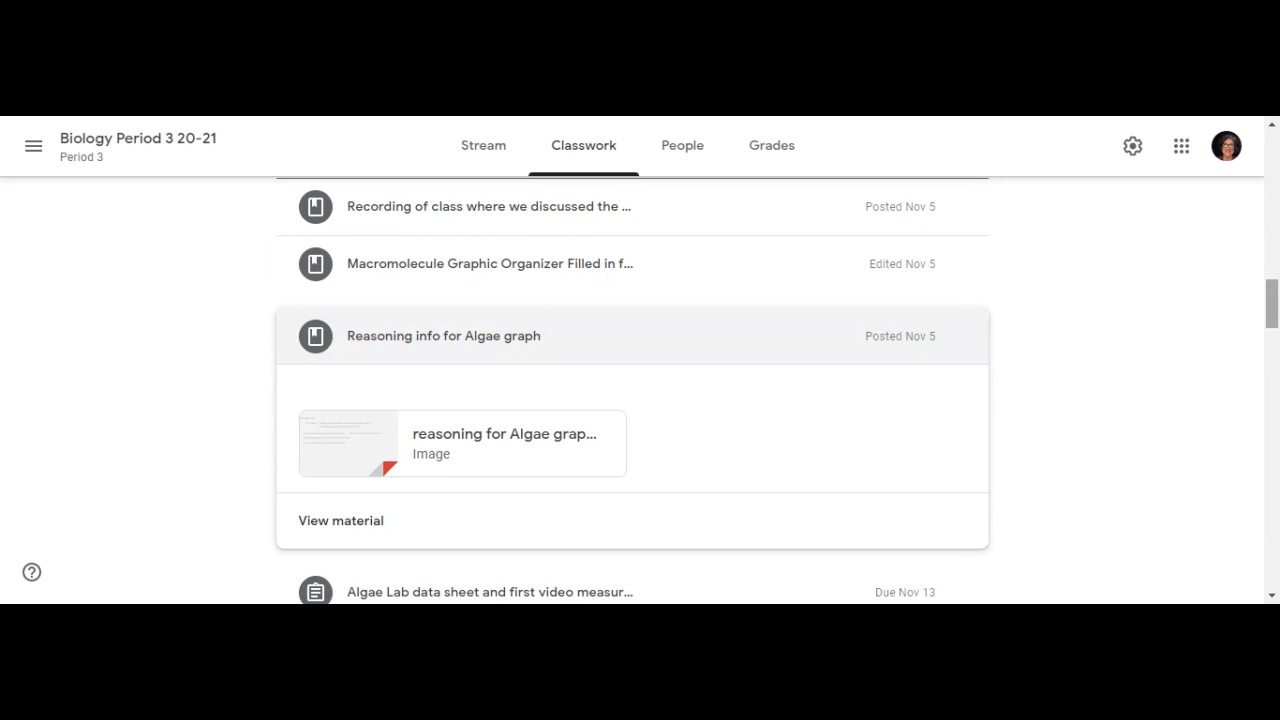 Biology Period 3 20-21
Period 3
Stream
Classwork
People
Grades
Recording of class where we discussed the ...
Posted Nov 5
Macromolecule Graphic Organizer Filled in f...
Edited Nov 5
Reasoning info for Algae graph
Posted Nov 5
reasoning for Algae grap...
Image
View material
Algae Lab data sheet and first video measur...
Due Nov 13